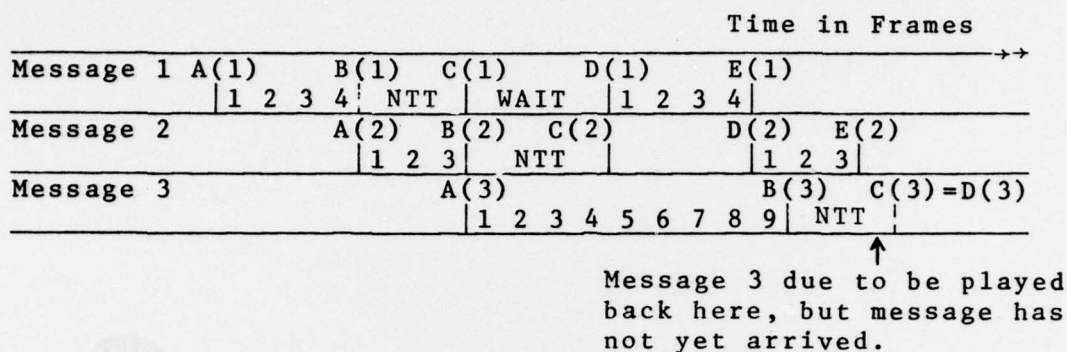 Time in Frames
Message 1 A(1) B(1) C(1) D(1) E(1)
1 2 3 4 NTT WAIT 1 2 3 4
Message 2 A(2) B(2) C(2) D(2) E(2)
1 2 3 NTT 1 2 3
Message 3 A(3) B(3) C(3)=D(3)
1 2 3 4 5 6 7 8 9 NTT
Message 3 due to be played
back here, but message has
not yet arrived.